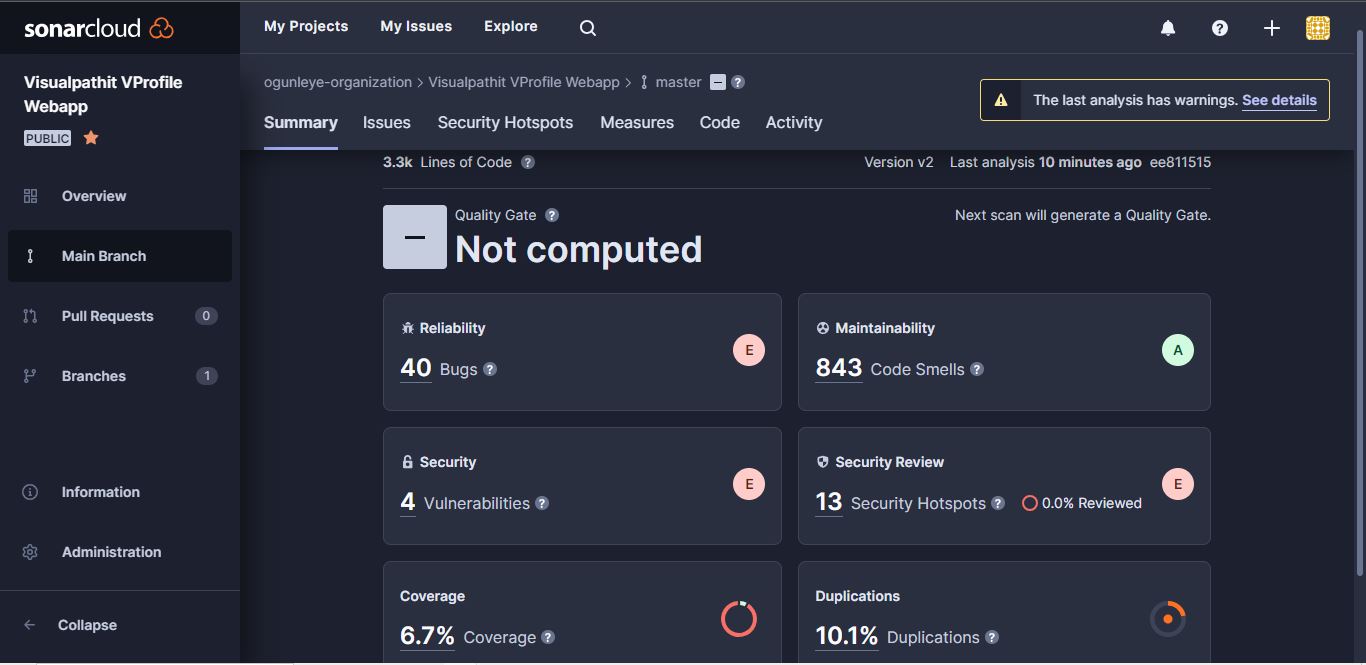 sonarcloud
My Projects My Issues Explore
Visualpathit VProfile
Webapp
PUBLIC
Overview
Main Branch
Pull Requests 0
Branches 1
Information
Administration
Collapse
ogunleye-organization > Visualpathit VProfile Webapp > master
The last analysis has warnings. See details
Summary Issues Security Hotspots Measures Code Activity
3.3k Lines of Code ? Version v2 Last analysis 10 minutes ago ee811515
Quality Gate ? Next scan will generate a Quality Gate.
Not computed
Reliability
40 Bugs ? E
Maintainability
843 Code Smells ? A
Security
4 Vulnerabilities ? E
Security Review
13 Security Hotspots ? 0.0% Reviewed E
Coverage
6.7% Coverage ?
Duplications
10.1% Duplications ?